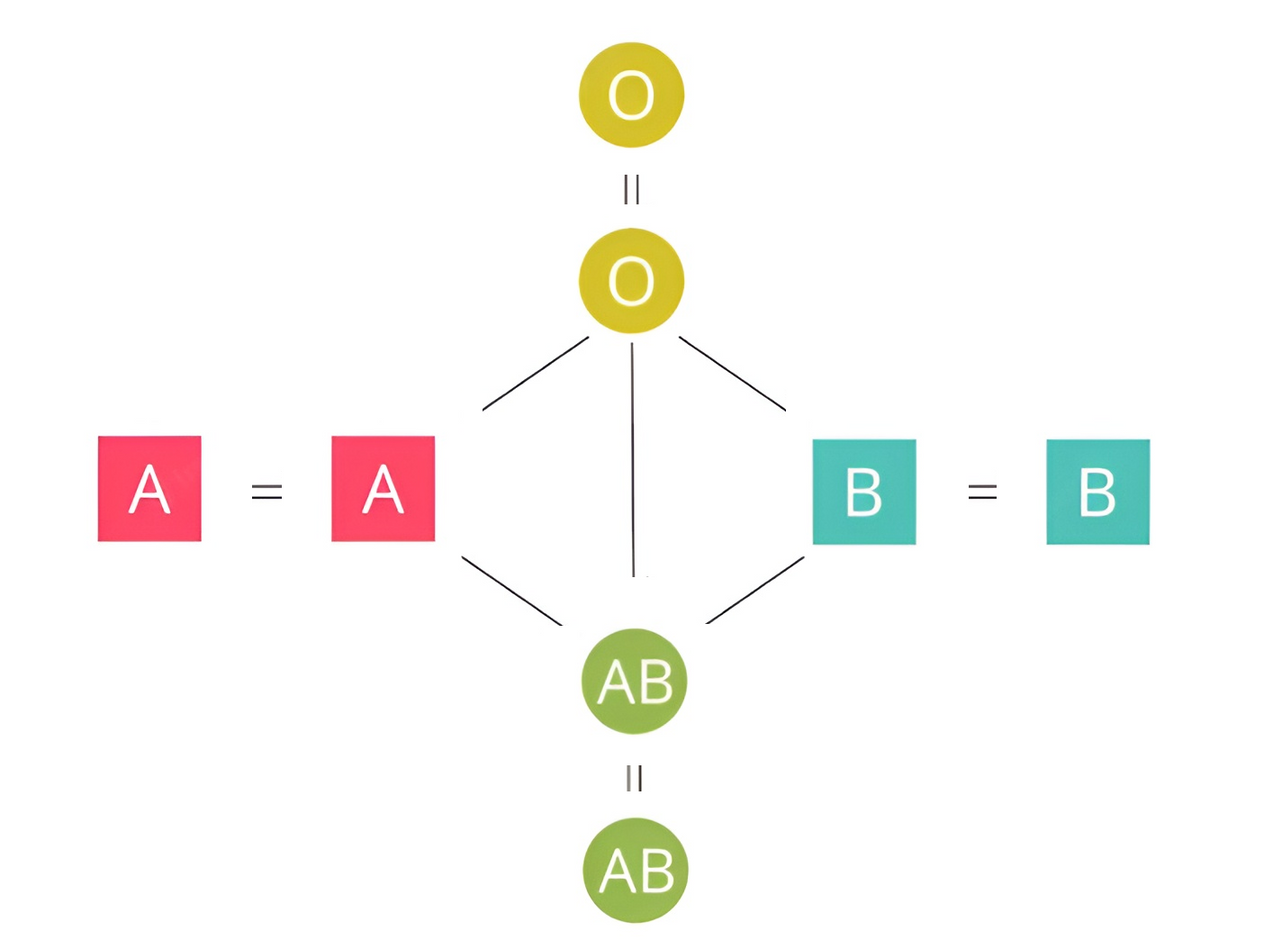 O
=
O
A = A
B = B
AB
=
AB